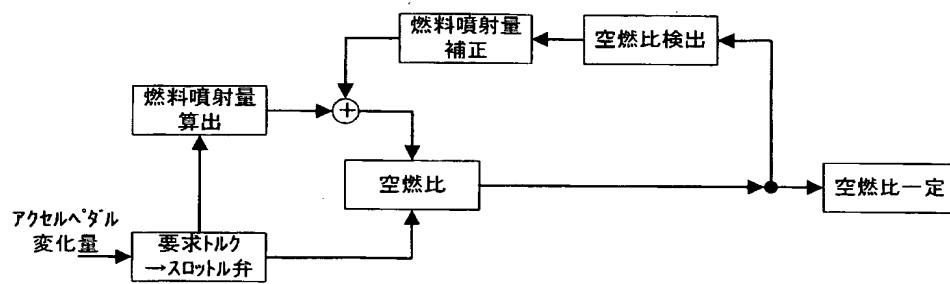 燃料噴射量
補正
空燃比検出
燃料噴射量
算出
+
空燃比
空燃比一定
アクセルペダル
変化量
要求トルク
→スロットル弁